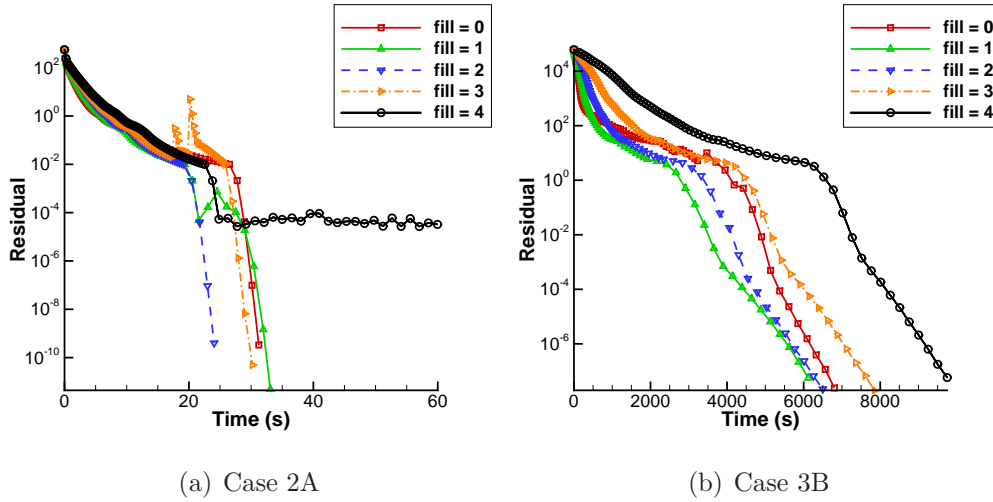 fill = 0
fill = 1
fill = 2
fill = 3
fill = 4
Residual
10^2
10^0
10^-2
10^-4
10^-6
10^-8
10^-10
0 20 40 60
Time (s)
(a) Case 2A
fill = 0
fill = 1
fill = 2
fill = 3
fill = 4
Residual
10^4
10^2
10^0
10^-2
10^-4
10^-6
0 2000 4000 6000 8000
Time (s)
(b) Case 3B